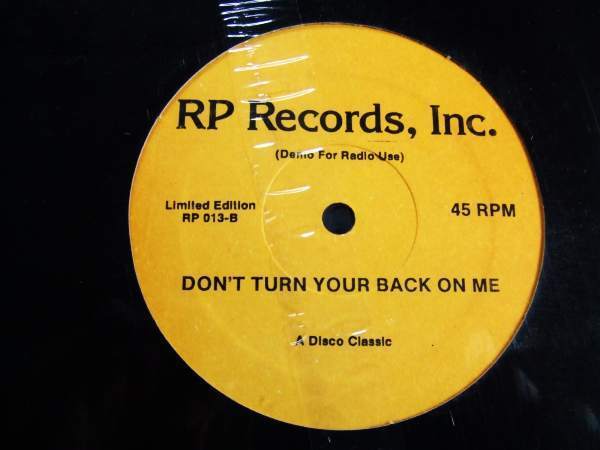 RP Records, Inc.
(Demo For Radio Use)
Limited Edition
RP 013-B
45 RPM
DON'T TURN YOUR BACK ON ME
A Disco Classic